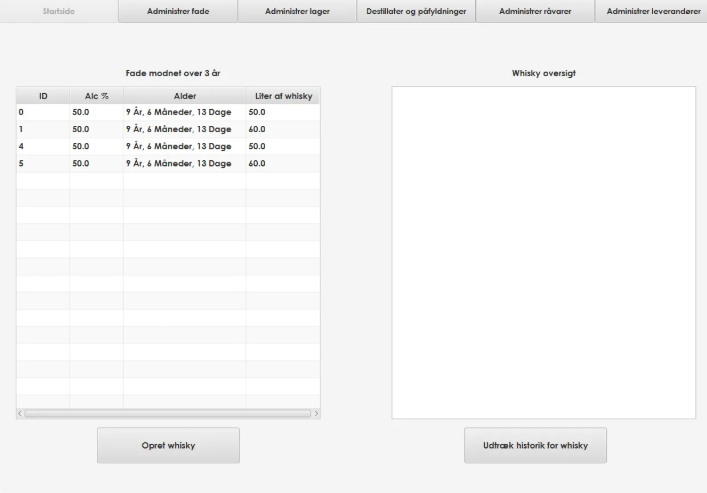 Startside Administrer fade Administrer lager Destillater og påfyldninger Administrer råvarer Administrer leverandører
Fade modnet over 3 år
ID Alc % Alder Liter af whisky
0 50.0 9 År, 6 Måneder, 13 Dage 50.0
1 50.0 9 År, 6 Måneder, 13 Dage 60.0
4 50.0 9 År, 6 Måneder, 13 Dage 50.0
5 50.0 9 År, 6 Måneder, 13 Dage 60.0
Opret whisky
Whisky oversigt
Udtræk historik for whisky